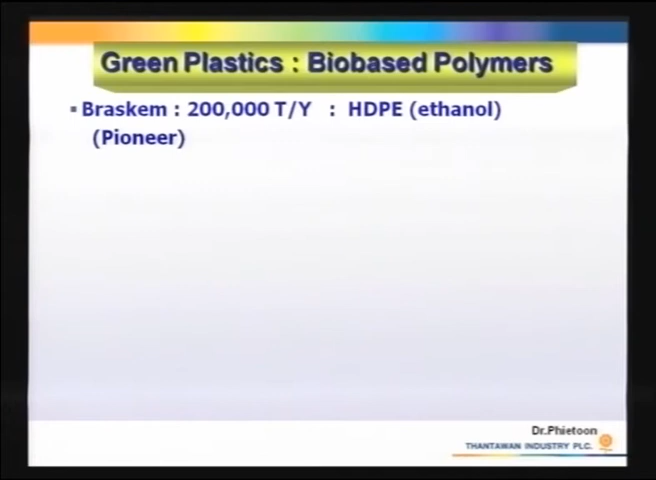 Green Plastics : Biobased Polymers
▪ Braskem : 200,000 T/Y : HDPE (ethanol)
(Pioneer)
Dr.Phietoon
THANTAWAN INDUSTRY PLC.